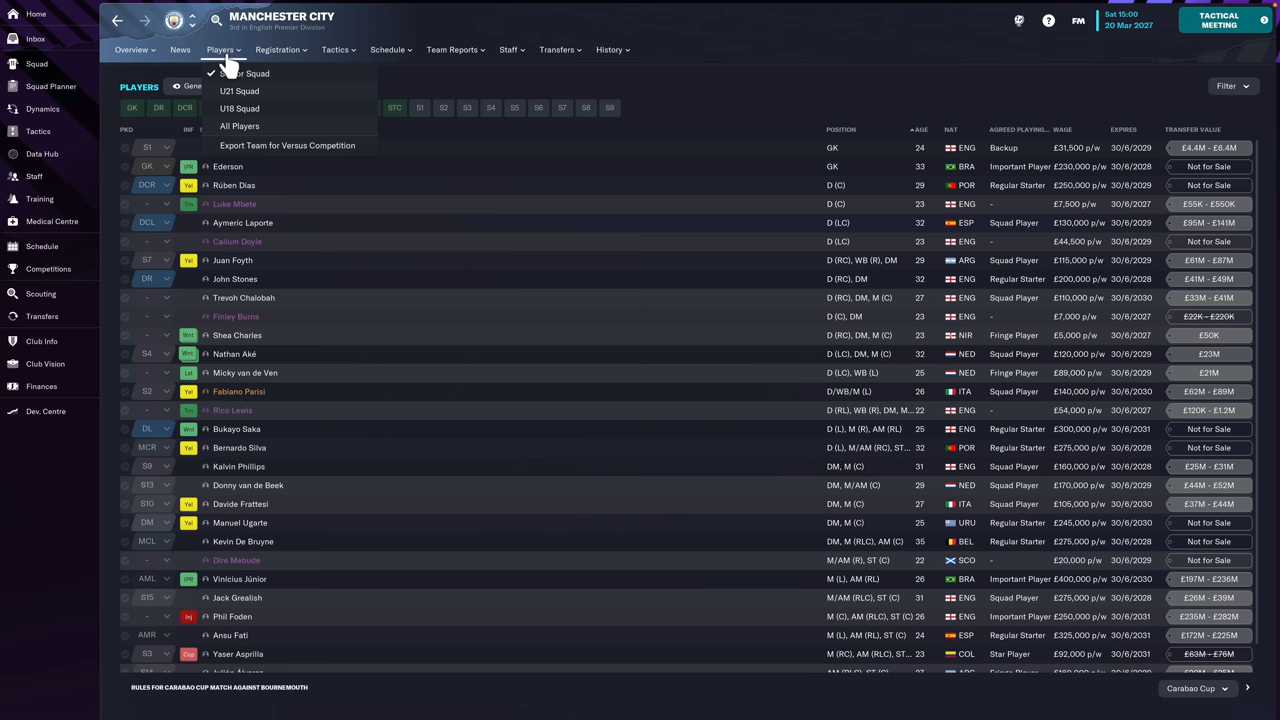 Home
Inbox
Squad
Squad Planner
Dynamics
Tactics
Data Hub
Staff
Training
Medical Centre
Schedule
Competitions
Scouting
Transfers
Club Info
Club Vision
Finances
Dev. Centre
MANCHESTER CITY
3rd in English Premier Division
FM
Sat 15:00
20 Mar 2027
TACTICAL MEETING
Overview News Players Registration Tactics Schedule Team Reports Staff Transfers History
Squad
U21 Squad
U18 Squad
All Players
Export Team for Versus Competition
PLAYERS
Filter
GK DR DCR STC S1 S2 S3 S4 S5 S6 S7 S8 S9
PKD INF POSITION AGE NAT AGREED PLAYING... WAGE EXPIRES TRANSFER VALUE
S1 GK 24 ENG Backup £31,500 p/w 30/6/2029 £4.4M - £6.4M
GK IPR Ederson GK 33 BRA Important Player £230,000 p/w 30/6/2028 Not for Sale
DCR Yel Rúben Dias D (C) 29 POR Regular Starter £250,000 p/w 30/6/2029 Not for Sale
- Trn Luke Mbete D (C) 23 ENG - £7,500 p/w 30/6/2027 £55K - £550K
DCL Aymeric Laporte D (LC) 32 ESP Squad Player £130,000 p/w 30/6/2029 £95M - £141M
- Callum Doyle D (LC) 23 ENG - £44,500 p/w 30/6/2029 Not for Sale
S7 Yel Juan Foyth D (RC), WB (R), DM 29 ARG Squad Player £115,000 p/w 30/6/2029 £61M - £87M
DR John Stones D (RC), DM 32 ENG Regular Starter £200,000 p/w 30/6/2028 £41M - £49M
- Trevoh Chalobah D (RC), DM, M (C) 27 ENG Squad Player £110,000 p/w 30/6/2030 £33M - £41M
- Finley Burns D (C), DM 23 ENG - £7,000 p/w 30/6/2027 £22K - £220K
- Wnt Shea Charles D (RC), DM, M (C) 23 NIR Fringe Player £5,000 p/w 30/6/2027 £50K
S4 Wnt Nathan Aké D (LC), DM, M (C) 32 NED Squad Player £120,000 p/w 30/6/2029 £23M
- Lst Micky van de Ven D (LC), WB (L) 25 NED Fringe Player £89,000 p/w 30/6/2029 £21M
S2 Yel Fabiano Parisi D/WB/M (L) 26 ITA Squad Player £140,000 p/w 30/6/2030 £62M - £89M
- Trn Rico Lewis D (RL), WB (R), DM, M... 22 ENG - £54,000 p/w 30/6/2027 £120K - £1.2M
DL Wnt Bukayo Saka D (L), M (R), AM (RL) 25 ENG Regular Starter £300,000 p/w 30/6/2031 Not for Sale
MCR Yel Bernardo Silva D (L), M/AM (RC), ST... 32 POR Regular Starter £275,000 p/w 30/6/2028 Not for Sale
S9 Kalvin Phillips DM, M (C) 31 ENG Squad Player £160,000 p/w 30/6/2028 £25M - £31M
S13 Donny van de Beek DM, M/AM (C) 29 NED Squad Player £170,000 p/w 30/6/2029 £44M - £52M
S10 Yel Davide Frattesi DM, M (C) 27 ITA Squad Player £105,000 p/w 30/6/2030 £37M - £44M
DM Yel Manuel Ugarte DM, M (C) 25 URU Regular Starter £245,000 p/w 30/6/2029 Not for Sale
MCL Kevin De Bruyne DM, M (RLC), AM (C) 35 BEL Regular Starter £275,000 p/w 30/6/2028 Not for Sale
- Dire Mebude M/AM (R), ST (C) 22 SCO - £20,000 p/w 30/6/2029 Not for Sale
AML IPR Vinícius Júnior M (L), AM (RL) 26 BRA Important Player £400,000 p/w 30/6/2030 £197M - £236M
S15 Jack Grealish M/AM (RLC), ST (C) 31 ENG Squad Player £275,000 p/w 30/6/2028 £26M - £39M
- Inj Phil Foden M (C), AM (RLC), ST (C) 26 ENG Important Player £250,000 p/w 30/6/2031 £235M - £282M
AMR Ansu Fati M (L), AM (RL), ST (C) 24 ESP Regular Starter £325,000 p/w 30/6/2031 £172M - £225M
S3 Cup Yaser Asprilla M (RC), AM (RLC), ST... 23 COL Star Player £92,000 p/w 30/6/2031 £63M - £76M
RULES FOR CARABAO CUP MATCH AGAINST BOURNEMOUTH
Carabao Cup